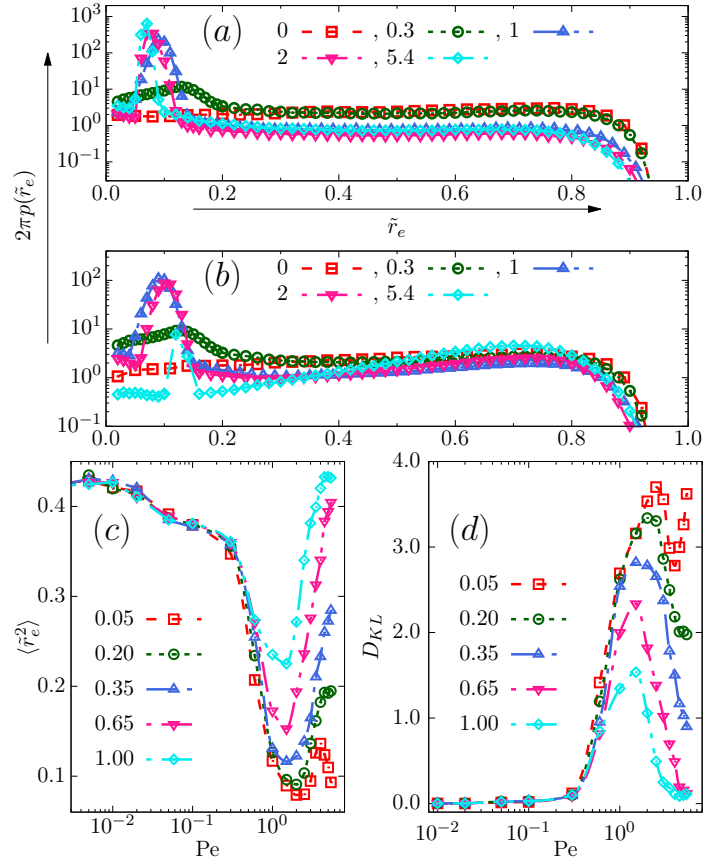 (a)
0 , 0.3 , 1
2 , 5.4
10³
10²
10¹
10⁰
10⁻¹
0.0 0.2 0.4 0.6 0.8 1.0
r̃ₑ
2πp(r̃ₑ)
(b)
0 , 0.3 , 1
2 , 5.4
10²
10¹
10⁰
10⁻¹
0.0 0.2 0.4 0.6 0.8 1.0
(c)
0.4
0.3
0.2
0.1
⟨r̃ₑ²⟩
0.05
0.20
0.35
0.65
1.00
10⁻² 10⁻¹ 10⁰
Pe
(d)
4.0
3.0
2.0
1.0
0.0
D_KL
0.05
0.20
0.35
0.65
1.00
10⁻² 10⁻¹ 10⁰
Pe